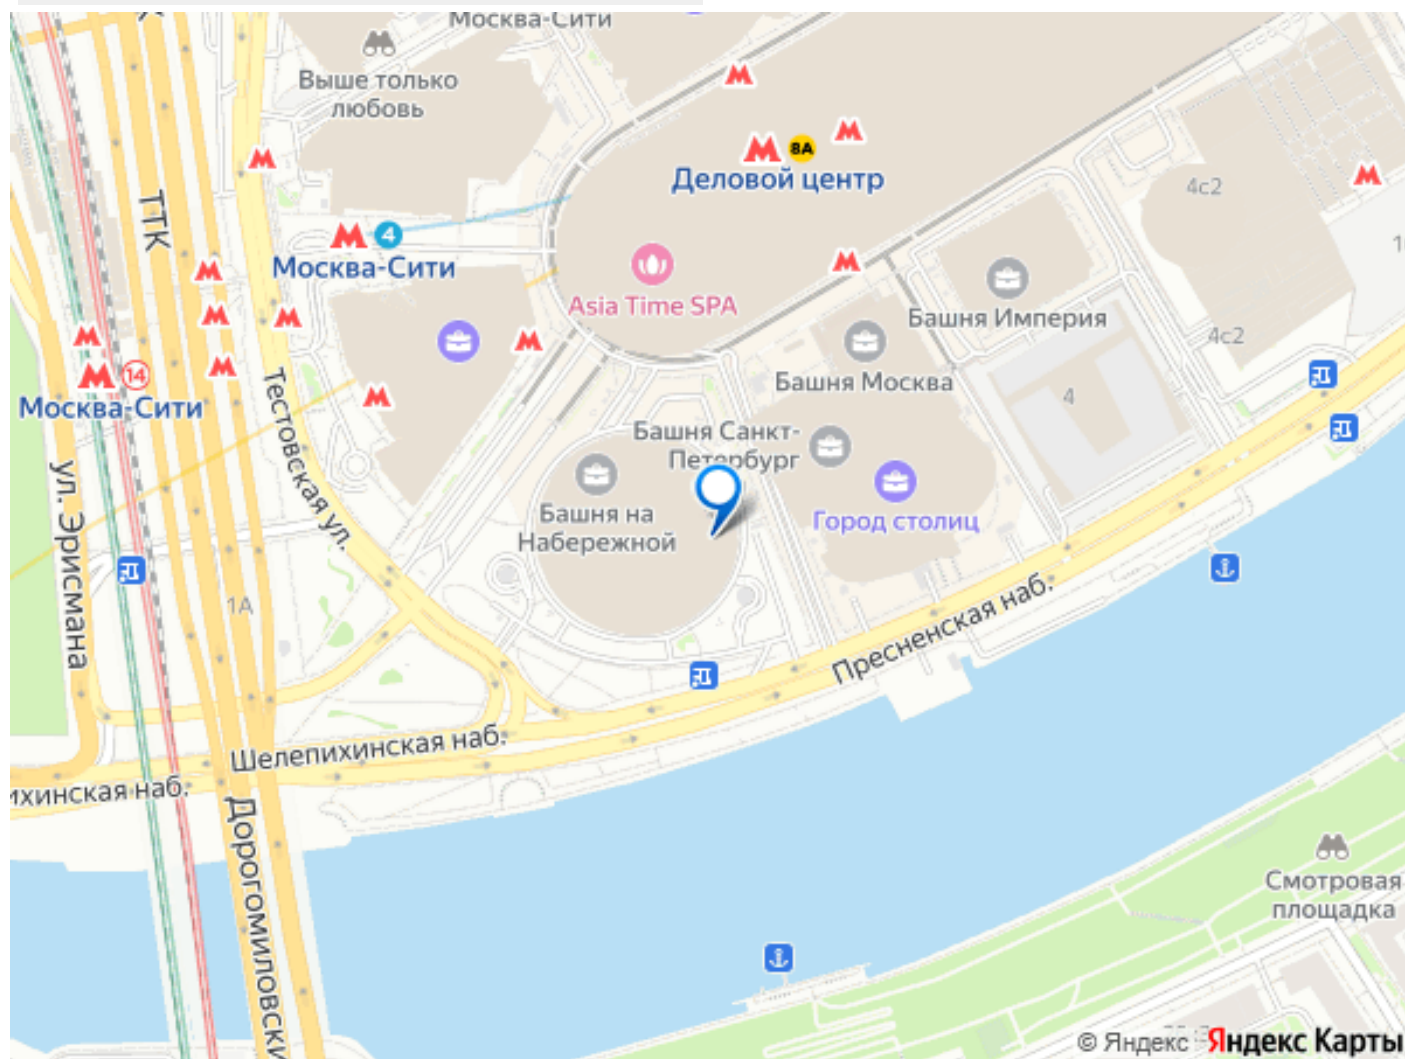 Москва-Сити
Выше только
любовь
8А
Деловой центр
4с2
ТТК
4
Москва-Сити
Asia Time SPA
Башня Империя
4с2
14
Москва-Сити
Башня Москва
4
Тестовская ул.
Башня Санкт-
Петербург
ул. Эрисмана
Башня на
Набережной
Город столиц
1А
Пресненская наб.
Шелепихинская наб.
ихинская наб.
Дорогомиловски
Смотровая
площадка
© Яндекс Яндекс Карты